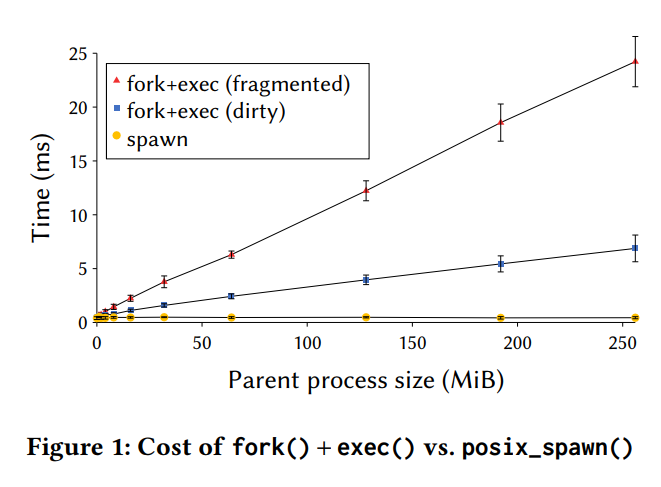 25
20
15
10
5
0
Time (ms)
fork+exec (fragmented)
fork+exec (dirty)
spawn
0 50 100 150 200 250
Parent process size (MiB)
Figure 1: Cost of fork() + exec() vs. posix_spawn()